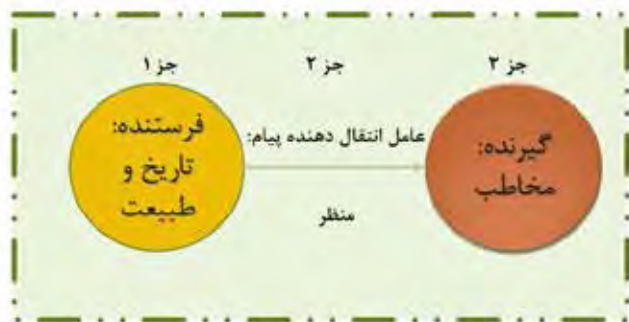 جز ۱
جز ۲
جز ۲
فرستنده:
تاریخ و
طبیعت
عامل انتقال دهنده پیام:
منظر
گیرنده:
مخاطب